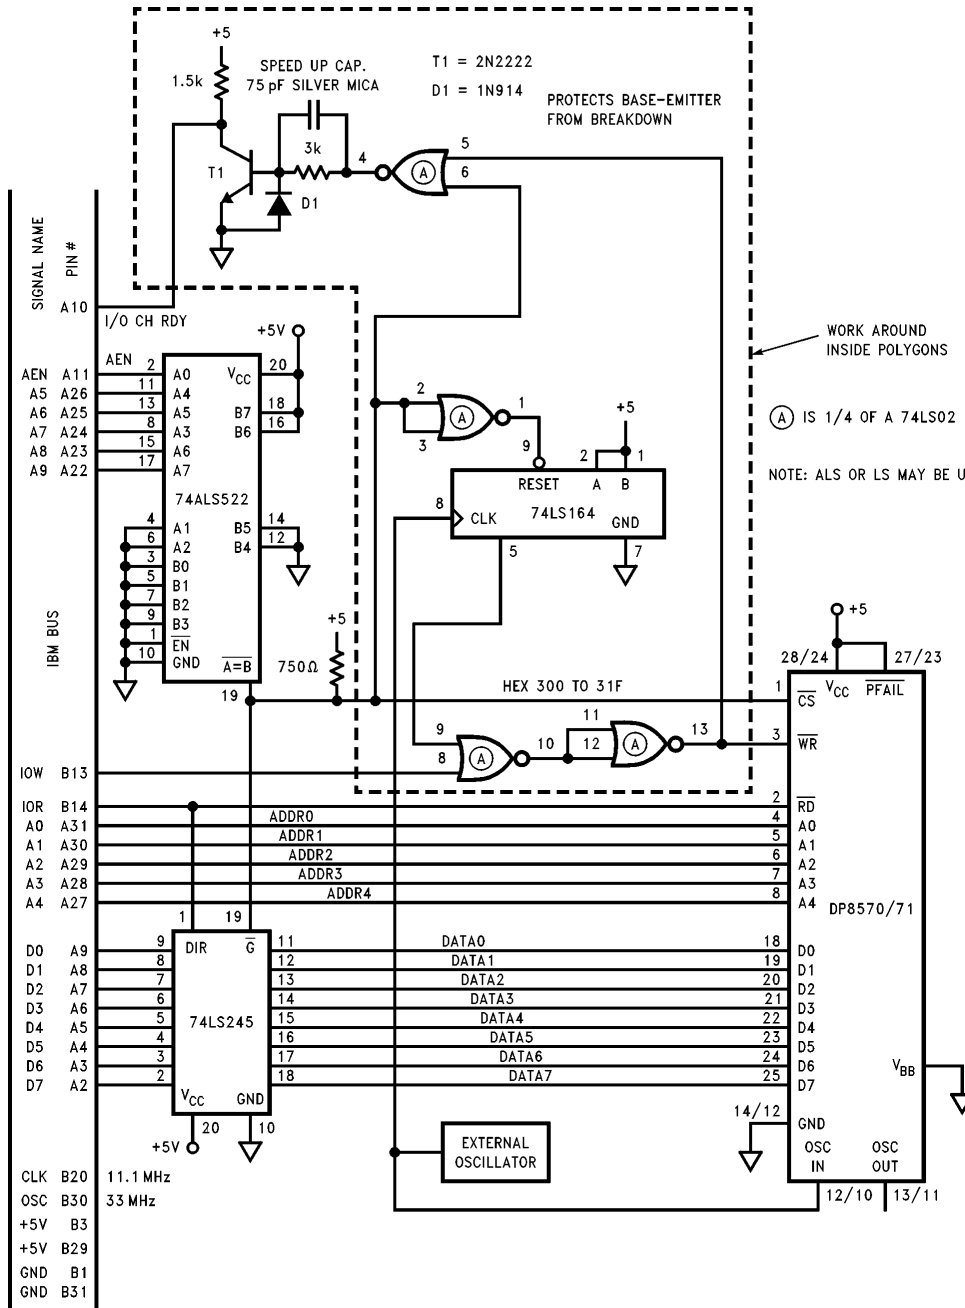 +5
1.5k
SPEED UP CAP.
75 pF SILVER MICA
T1 = 2N2222
D1 = 1N914
PROTECTS BASE-EMITTER
FROM BREAKDOWN
3k
4
A
5
6
T1
D1
SIGNAL NAME
PIN #
A10
I/O CH RDY
WORK AROUND
INSIDE POLYGONS
A IS 1/4 OF A 74LS02
NOTE: ALS OR LS MAY BE U
+5V
AEN
AEN A11 2 A0 VCC 20
A5 A26 11 A4
A6 A25 13 A5 B7 18
A7 A24 8 A3 B6 16
A8 A23 15 A6
A9 A22 17 A7
74ALS522
4 A1 B5 14
6 A2 B4 12
3 B0
5 B1
7 B2
9 B3
1 EN
10 GND
A=B
19
IBM BUS
+5
750Ω
2
3
A
1
9
+5
2 1
RESET A B
8 CLK 74LS164
GND
5
7
HEX 300 TO 31F
9
8
A
10
11
12
A
13
+5
28/24 27/23
VCC PFAIL
1 CS
3 WR
IOW B13
IOR B14 2 RD
A0 A31 ADDR0 4 A0
A1 A30 ADDR1 5 A1
A2 A29 ADDR2 6 A2
A3 A28 ADDR3 7 A3
A4 A27 ADDR4 8 A4
DP8570/71
1 19
DIR G
D0 A9 9 11 DATA0 18 D0
D1 A8 8 12 DATA1 19 D1
D2 A7 7 13 DATA2 20 D2
D3 A6 6 14 DATA3 21 D3
74LS245
D4 A5 5 15 DATA4 22 D4
D5 A4 4 16 DATA5 23 D5
D6 A3 3 17 DATA6 24 D6
D7 A2 2 18 DATA7 25 D7
VBB
VCC GND
20 10
+5V
14/12 GND
EXTERNAL
OSCILLATOR
OSC
IN
OSC
OUT
12/10 13/11
CLK B20 11.1 MHz
OSC B30 33 MHz
+5V B3
+5V B29
GND B1
GND B31